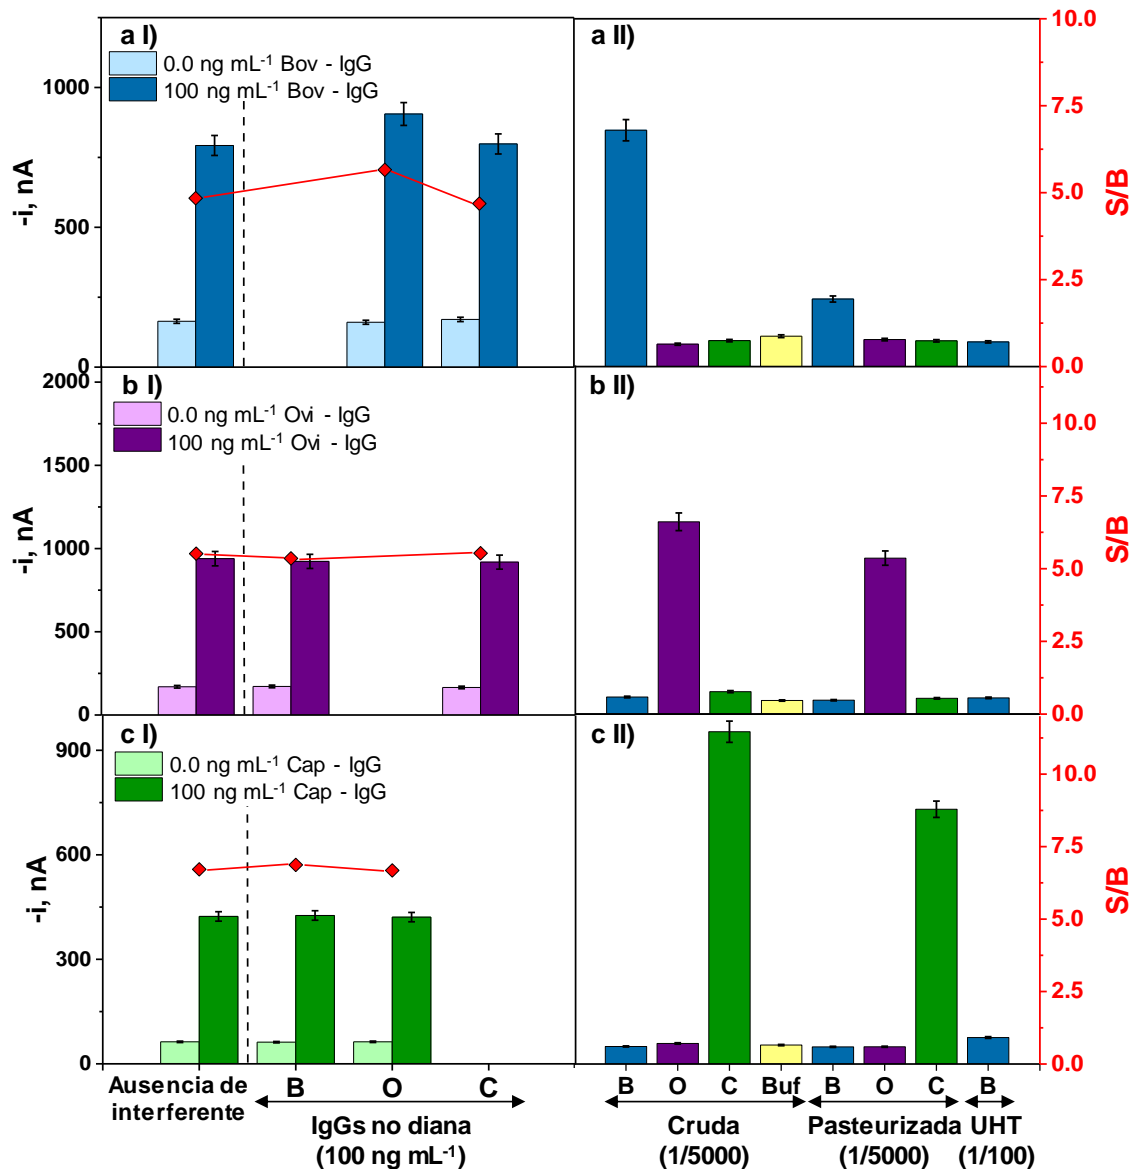 a I)
0.0 ng mL⁻¹ Bov - IgG
100 ng mL⁻¹ Bov - IgG
1000
500
0
-i, nA
a II)
10.0
7.5
5.0
2.5
0.0
S/B
b I)
0.0 ng mL⁻¹ Ovi - IgG
100 ng mL⁻¹ Ovi - IgG
2000
1500
1000
500
0
-i, nA
b II)
10.0
7.5
5.0
2.5
0.0
S/B
c I)
0.0 ng mL⁻¹ Cap - IgG
100 ng mL⁻¹ Cap - IgG
900
600
300
0
-i, nA
c II)
10.0
7.5
5.0
2.5
0.0
S/B
Ausencia de
interferente
B O C
IgGs no diana
(100 ng mL⁻¹)
B O C Buf B O C B
Cruda Pasteurizada UHT
(1/5000) (1/5000) (1/100)